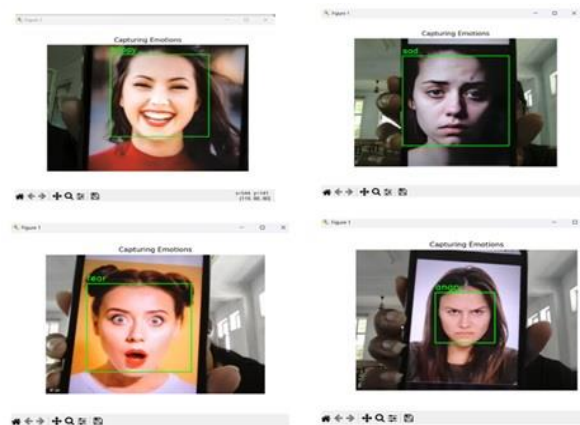 Figure 1
Capturing Emotions
happy
Figure 1
Capturing Emotions
sad
Figure 1
Capturing Emotions
fear
Figure 1
Capturing Emotions
angry